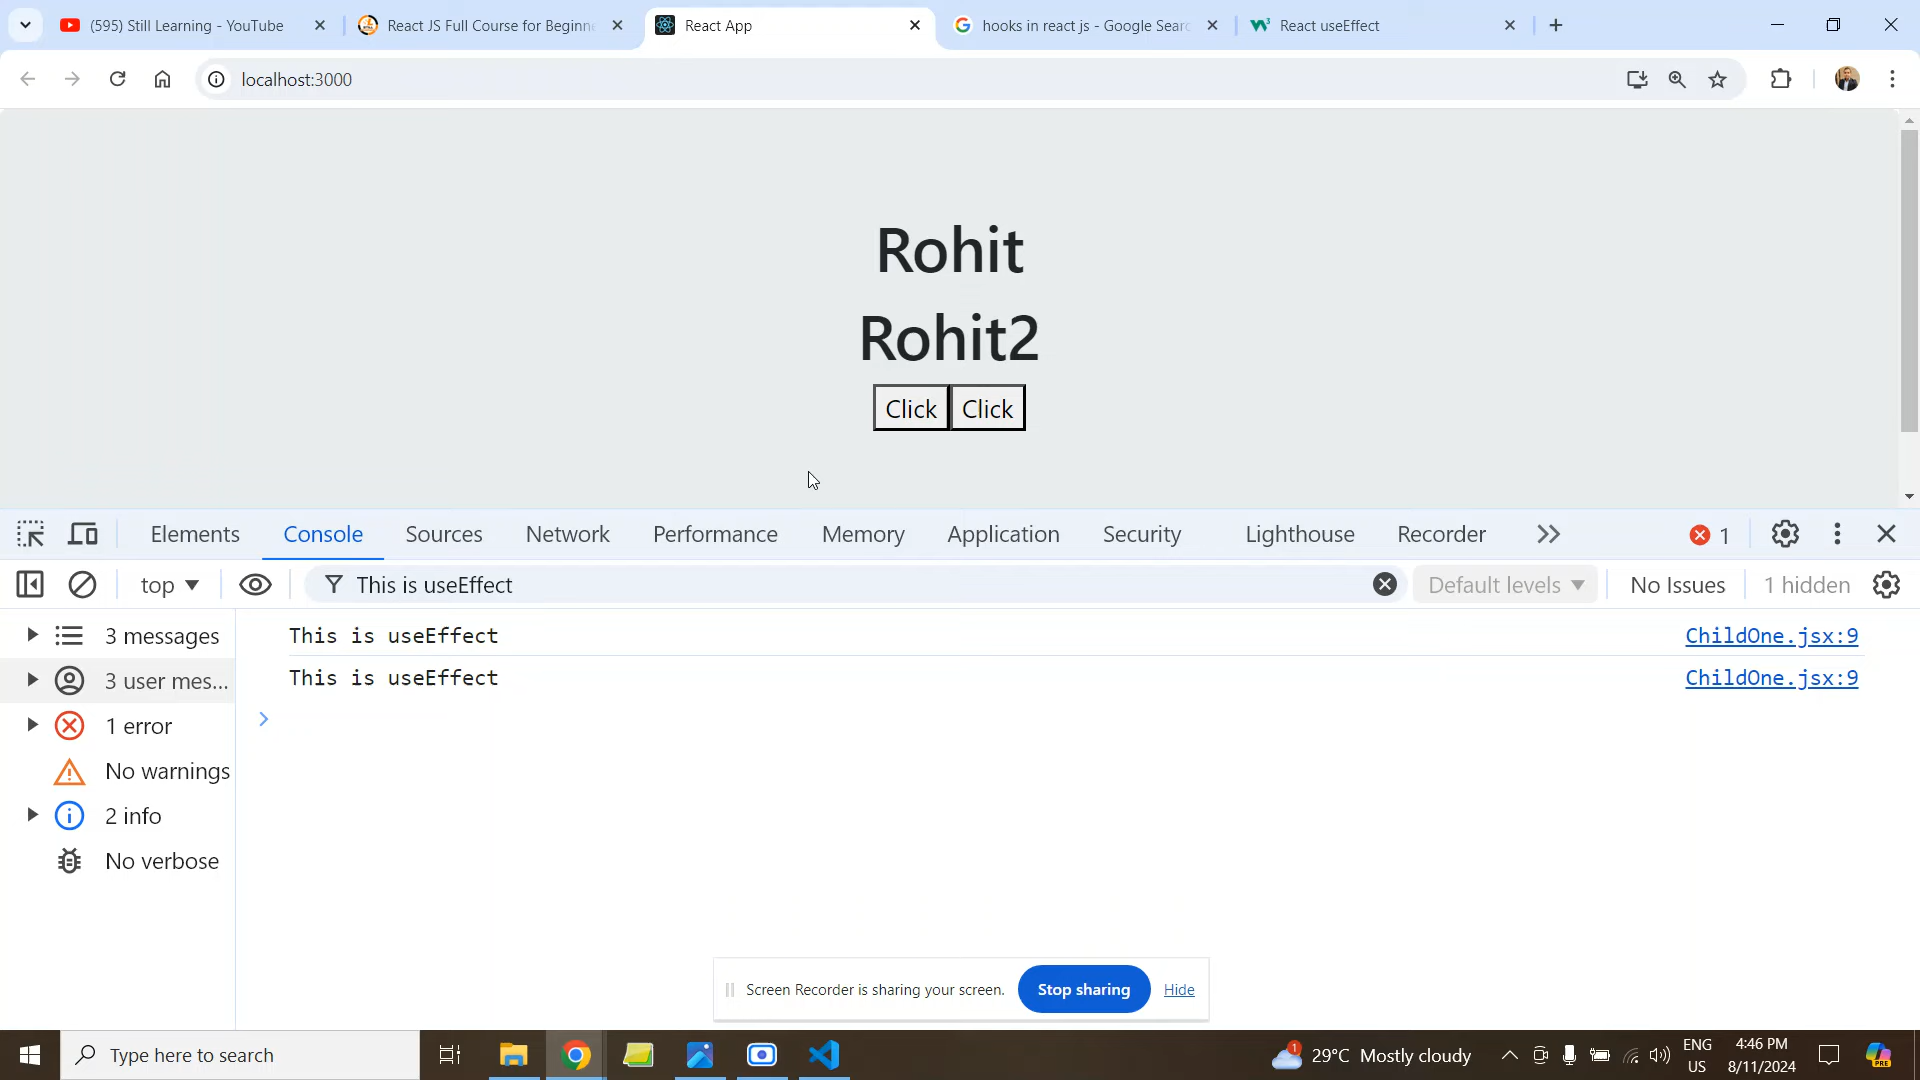 (595) Still Learning - YouTube
React JS Full Course for Beginne
React App
hooks in react js - Google Searc
React useEffect
localhost:3000
Rohit
Rohit2
Click Click
Elements Console Sources Network Performance Memory Application Security Lighthouse Recorder 1
top This is useEffect Default levels No Issues 1 hidden
3 messages
3 user mes...
1 error
No warnings
2 info
No verbose
This is useEffect ChildOne.jsx:9
This is useEffect ChildOne.jsx:9
Screen Recorder is sharing your screen. Stop sharing Hide
Type here to search
1
29°C Mostly cloudy
ENG
US
4:46 PM
8/11/2024
PRE